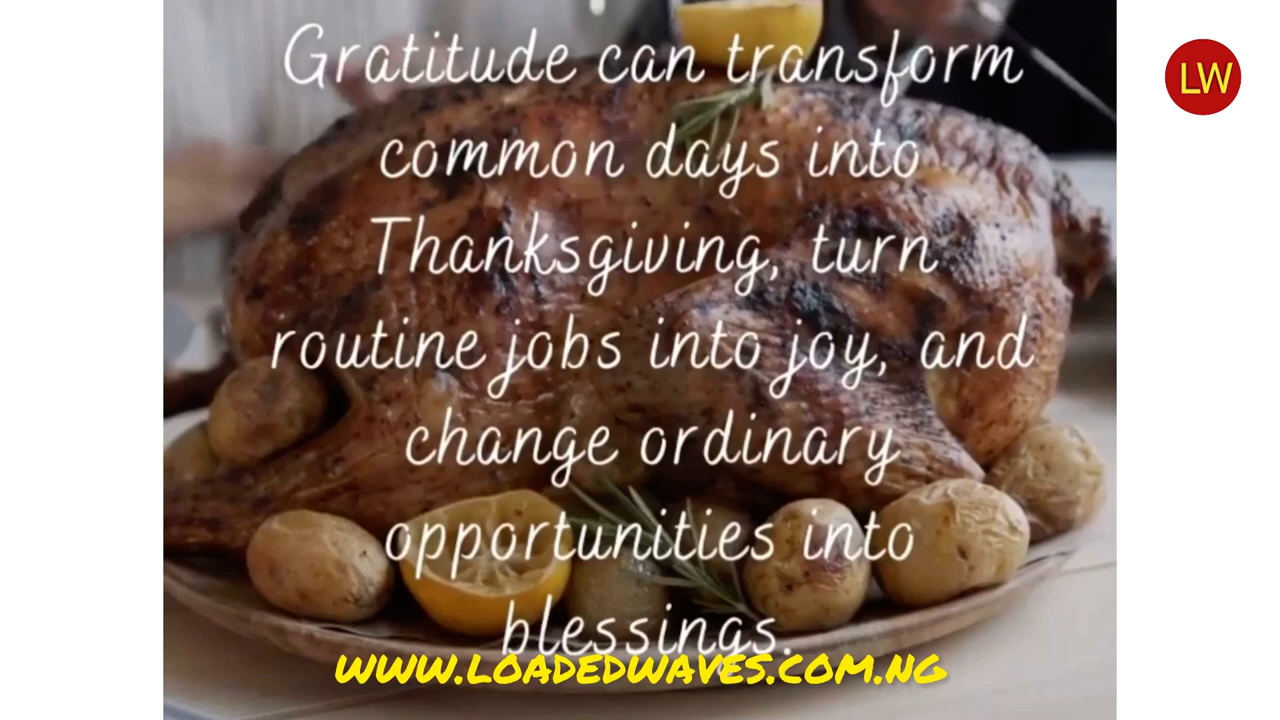 Gratitude can transform
LW
common days into
Thanksgiving, turn
routine jobs into joy, and
change ordinary
opportunities into
blessings.
WWW.LOADEDWAVES.COM.NG